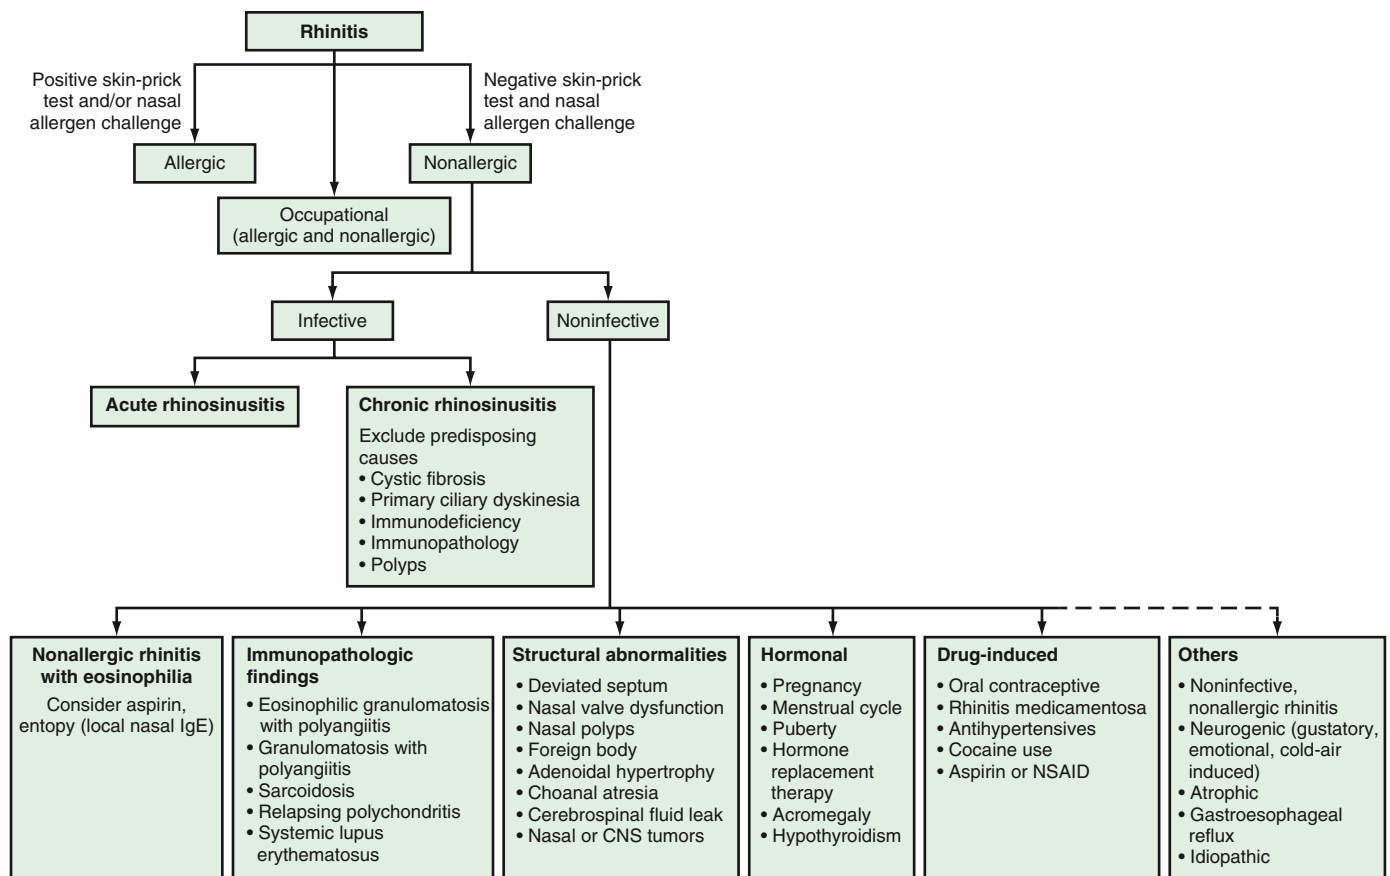 Rhinitis
Positive skin-prick
test and/or nasal
allergen challenge
Negative skin-prick
test and nasal
allergen challenge
Allergic
Nonallergic
Occupational
(allergic and nonallergic)
Infective
Noninfective
Acute rhinosinusitis
Chronic rhinosinusitis
Exclude predisposing
causes
• Cystic fibrosis
• Primary ciliary dyskinesia
• Immunodeficiency
• Immunopathology
• Polyps
Nonallergic rhinitis
with eosinophilia
Consider aspirin,
entopy (local nasal IgE)
Immunopathologic
findings
• Eosinophilic granulomatosis
with polyangiitis
• Granulomatosis with
polyangiitis
• Sarcoidosis
• Relapsing polychondritis
• Systemic lupus
erythematosus
Structural abnormalities
• Deviated septum
• Nasal valve dysfunction
• Nasal polyps
• Foreign body
• Adenoidal hypertrophy
• Choanal atresia
• Cerebrospinal fluid leak
• Nasal or CNS tumors
Hormonal
• Pregnancy
• Menstrual cycle
• Puberty
• Hormone
replacement
therapy
• Acromegaly
• Hypothyroidism
Drug-induced
• Oral contraceptive
• Rhinitis medicamentosa
• Antihypertensives
• Cocaine use
• Aspirin or NSAID
Others
• Noninfective,
nonallergic rhinitis
• Neurogenic (gustatory,
emotional, cold-air
induced)
• Atrophic
• Gastroesophageal
reflux
• Idiopathic